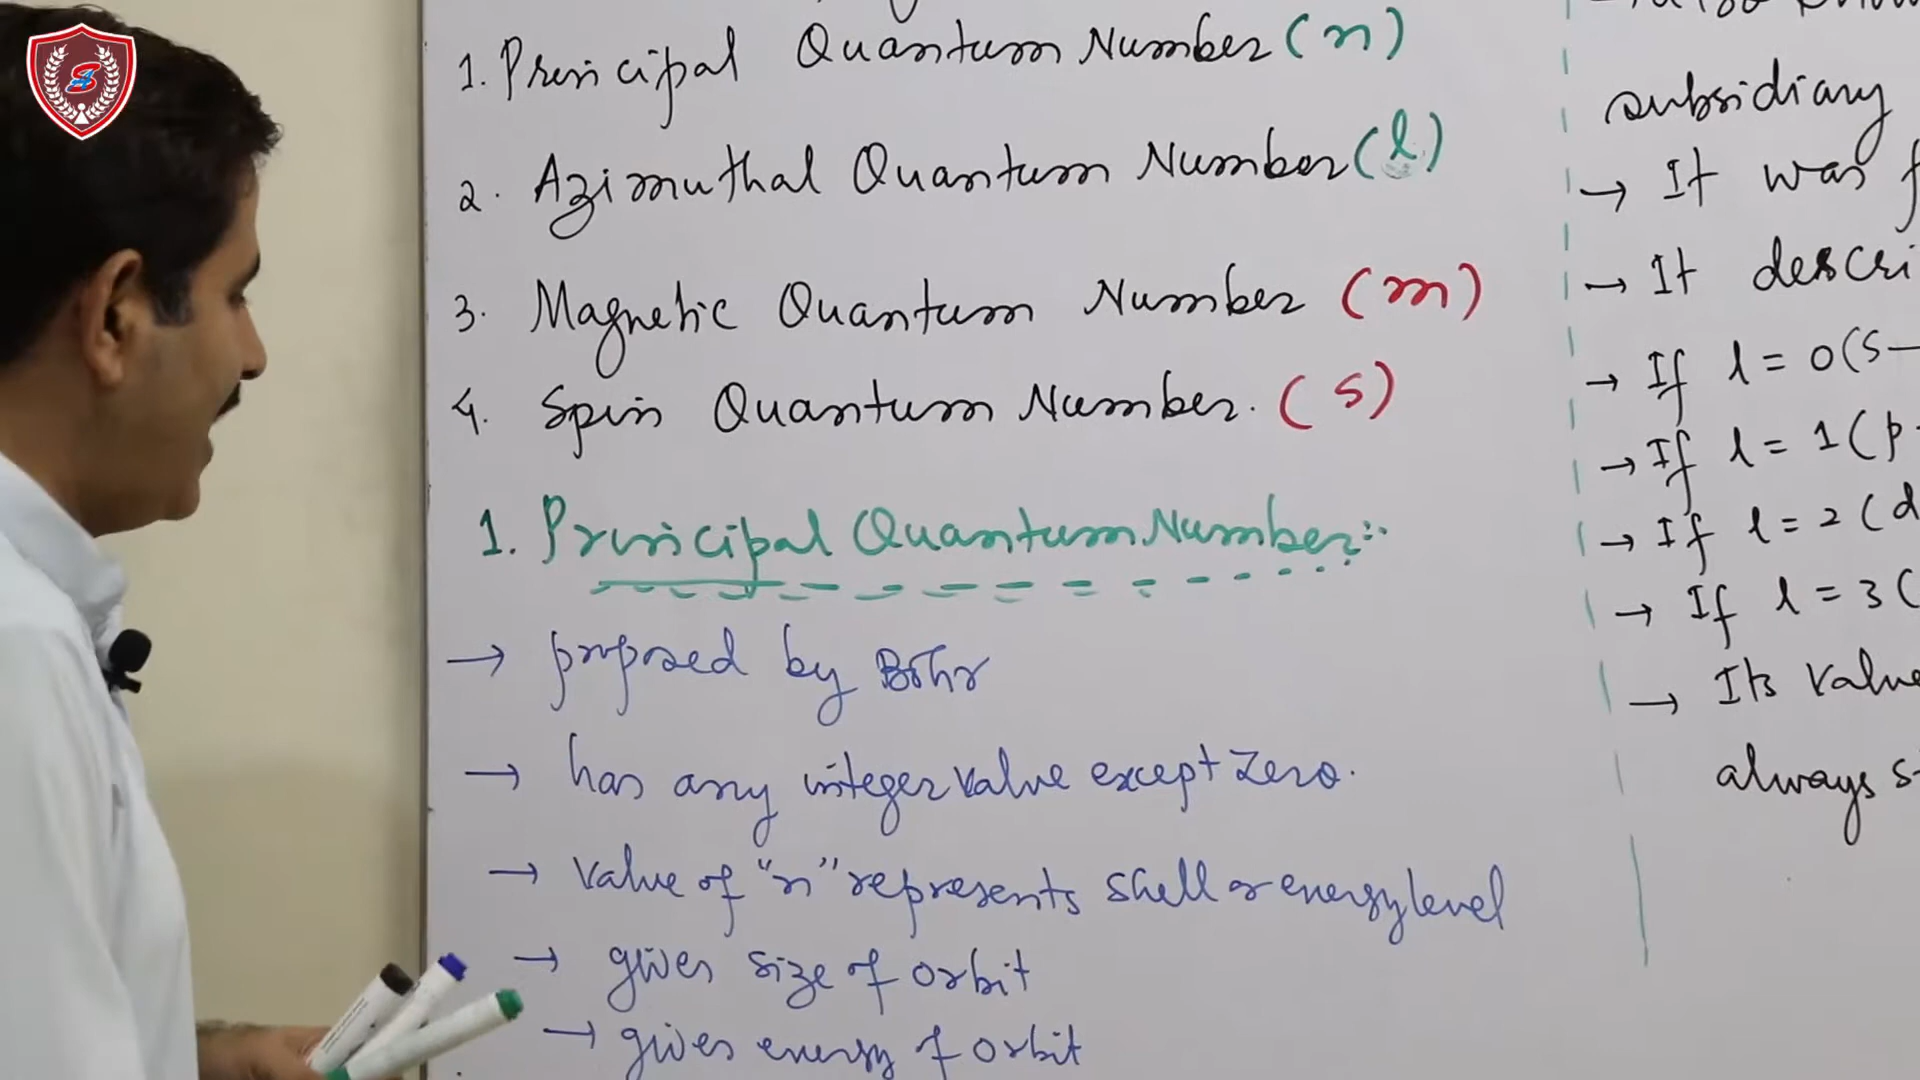 1. Principal Quantum Number (n)
2. Azimuthal Quantum Number (l)
3. Magnetic Quantum Number (m)
4. Spin Quantum Number. (s)
1. Principal Quantum Number:-
→ proposed by Bohr
→ has any integer value except zero.
→ value of "n" represents shell or energy level
→ gives size of orbit
→ gives energy of orbit
subsidiary
→ It was
→ It descri
→ If l = 0 (s-
→ If l = 1 (p-
→ If l = 2 (d
→ If l = 3 (
→ Its value
always s